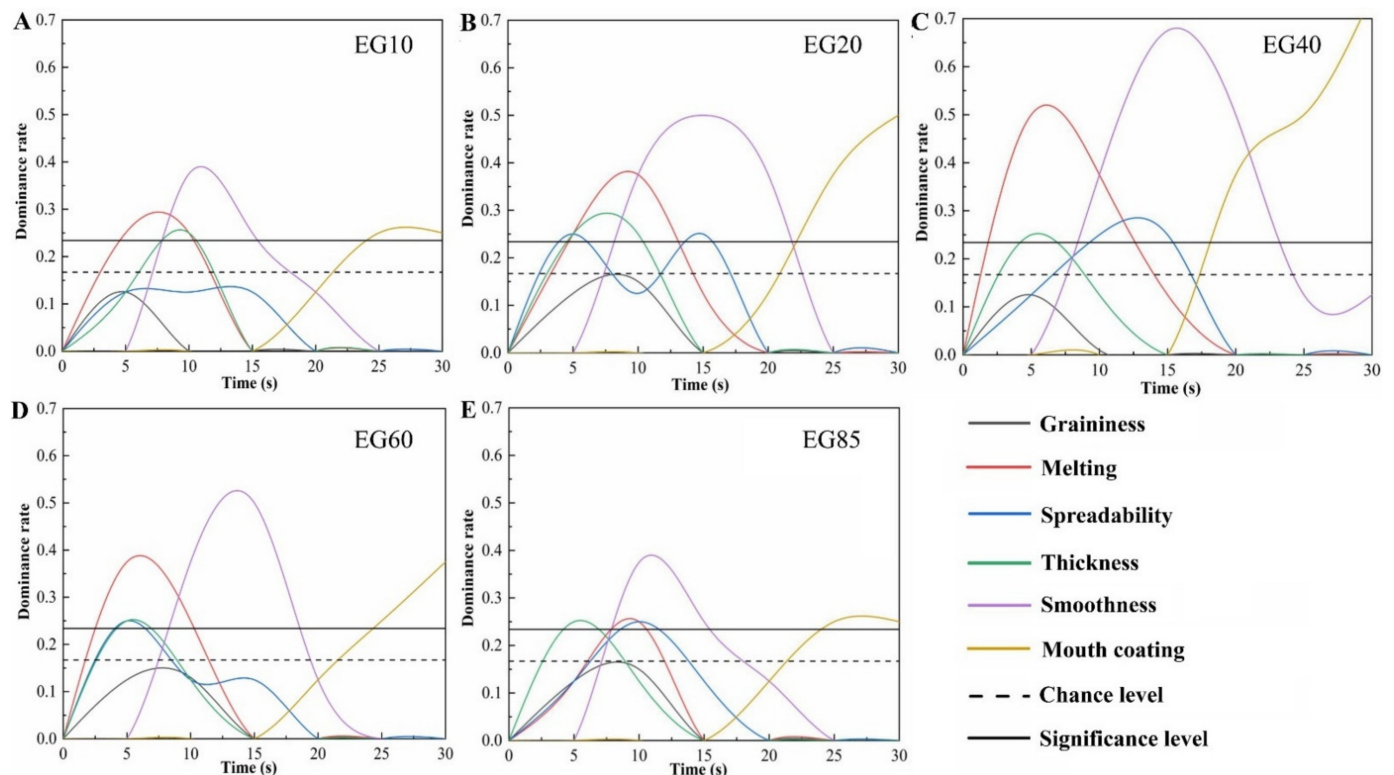 A
EG10
0.7
0.6
0.5
0.4
0.3
0.2
0.1
0.0
Dominance rate
0 5 10 15 20 25 30
Time (s)
B
EG20
0.7
0.6
0.5
0.4
0.3
0.2
0.1
0.0
Dominance rate
0 5 10 15 20 25 30
Time (s)
C
EG40
0.7
0.6
0.5
0.4
0.3
0.2
0.1
0.0
Dominance rate
0 5 10 15 20 25 30
Time (s)
D
EG60
0.7
0.6
0.5
0.4
0.3
0.2
0.1
0.0
Dominance rate
0 5 10 15 20 25 30
Time (s)
E
EG85
0.7
0.6
0.5
0.4
0.3
0.2
0.1
0.0
Dominance rate
0 5 10 15 20 25 30
Time (s)
Graininess
Melting
Spreadability
Thickness
Smoothness
Mouth coating
Chance level
Significance level